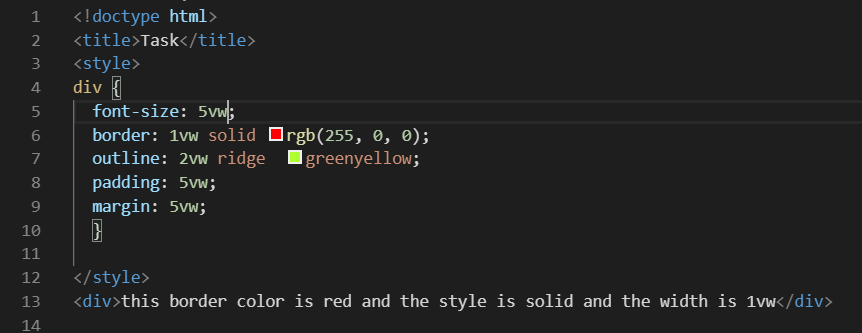 1 <!doctype html>
2 <title>Task</title>
3 <style>
4 div {
5 font-size: 5vw;
6 border: 1vw solid rgb(255, 0, 0);
7 outline: 2vw ridge greenyellow;
8 padding: 5vw;
9 margin: 5vw;
10 }
11
12 </style>
13 <div>this border color is red and the style is solid and the width is 1vw</div>
14